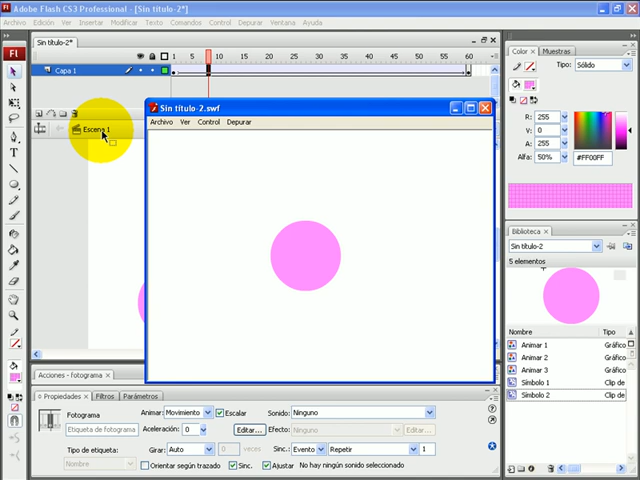 Adobe Flash CS3 Professional - [Sin título-2*]
Archivo Edición Ver Insertar Modificar Texto Comandos Control Depurar Ventana Ayuda
Sin título-2*
1 5 10 15 20 25 30 35 40 45 50 55 60
Capa 1
Escena 1
Sin título-2.swf
Archivo Ver Control Depurar
Fl
Color Muestras
Tipo: Sólido
R: 255
V: 0
A: 255
Alfa: 50% #FF00FF
Biblioteca
Sin título-2
5 elementos
Nombre Tipo
Animar 1 Gráfico
Animar 2 Gráfico
Animar 3 Gráfico
Símbolo 1 Clip de
Símbolo 2 Clip de
Acciones - fotograma
Propiedades Filtros Parámetros
Fotograma Animar: Movimiento Escalar Sonido: Ninguno
Etiqueta de fotograma Aceleración: 0 Editar... Efecto: Ninguno Editar...
Tipo de etiqueta: Girar: Auto 0 veces Sinc.: Evento Repetir 1
Nombre Orientar según trazado Sinc. Ajustar No hay ningún sonido seleccionado